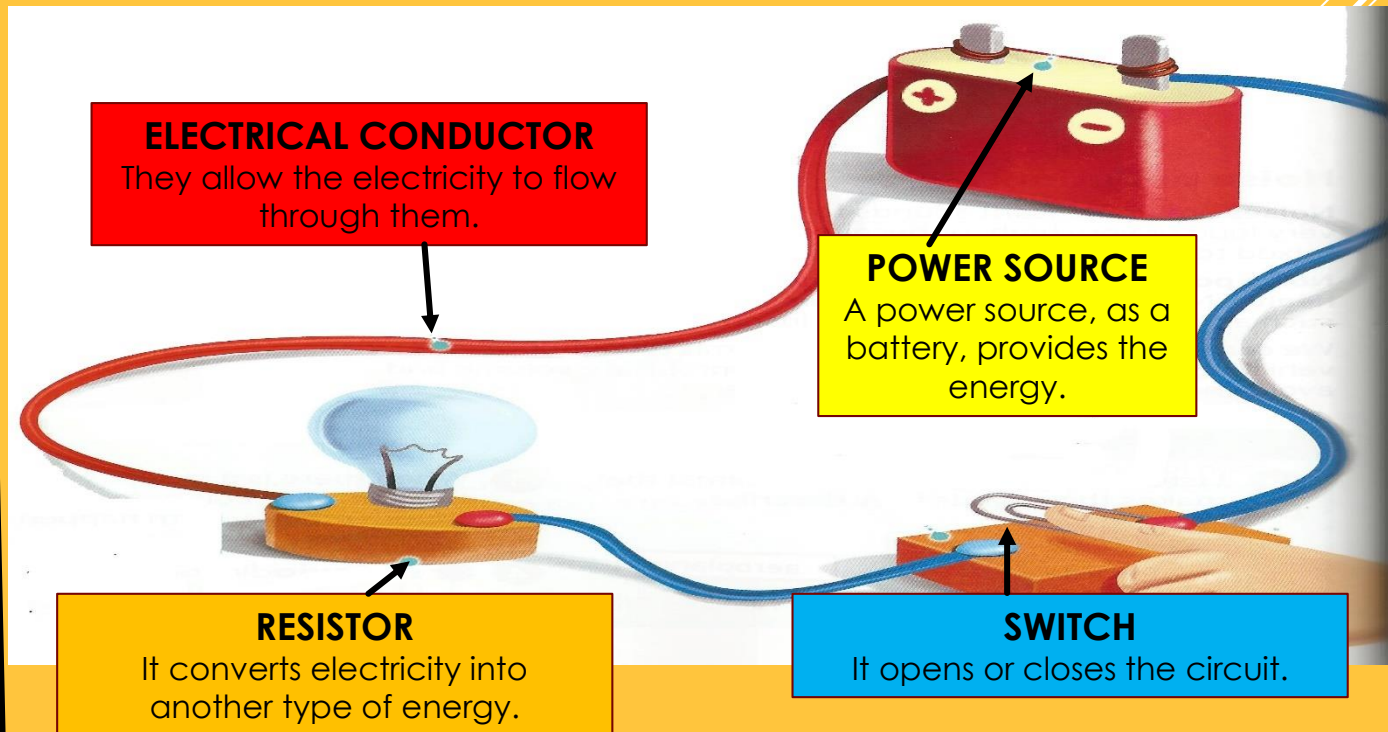 ELECTRICAL CONDUCTOR
They allow the electricity to flow
through them.
+
-
POWER SOURCE
A power source, as a
battery, provides the
energy.
RESISTOR
It converts electricity into
another type of energy.
SWITCH
It opens or closes the circuit.